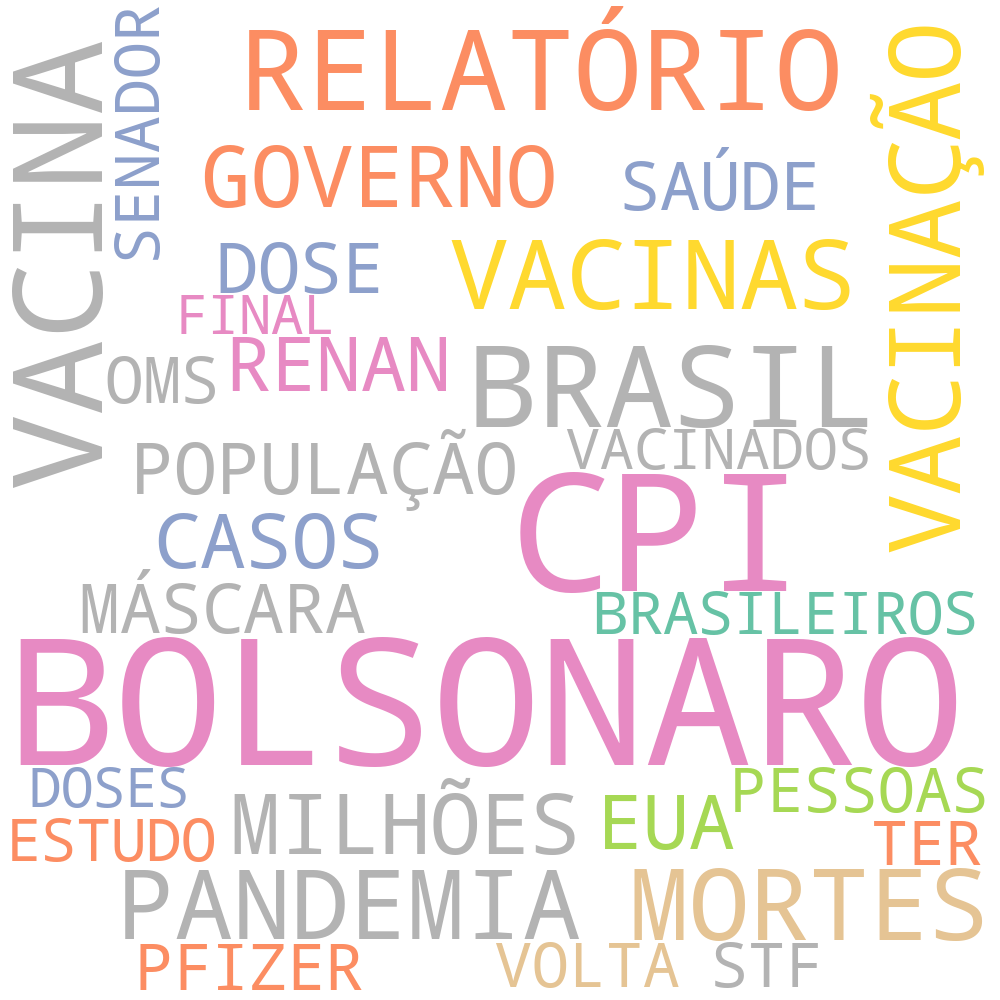 VACINA
SENADOR
RELATÓRIO
VACINAÇÃO
GOVERNO
SAÚDE
DOSE
VACINAS
FINAL
RENAN
OMS
BRASIL
VACINADOS
POPULAÇÃO
CPI
CASOS
MÁSCARA
BRASILEIROS
BOLSONARO
DOSES
MILHÕES
EUA
PESSOAS
ESTUDO
TER
PANDEMIA
MORTES
PFIZER
VOLTA
STF